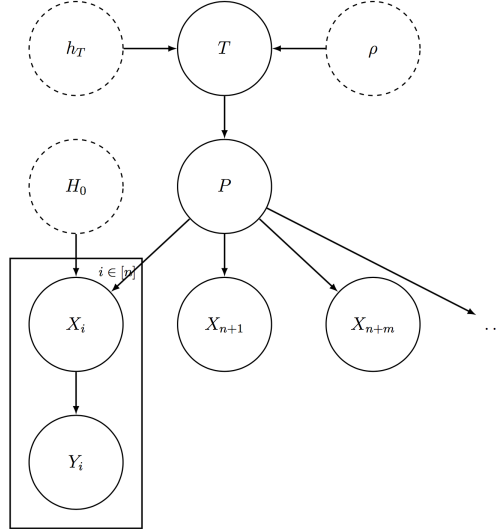 h_T T ρ
H_0 P
i ∈ [n]
X_i X_{n+1} X_{n+m} ..
Y_i